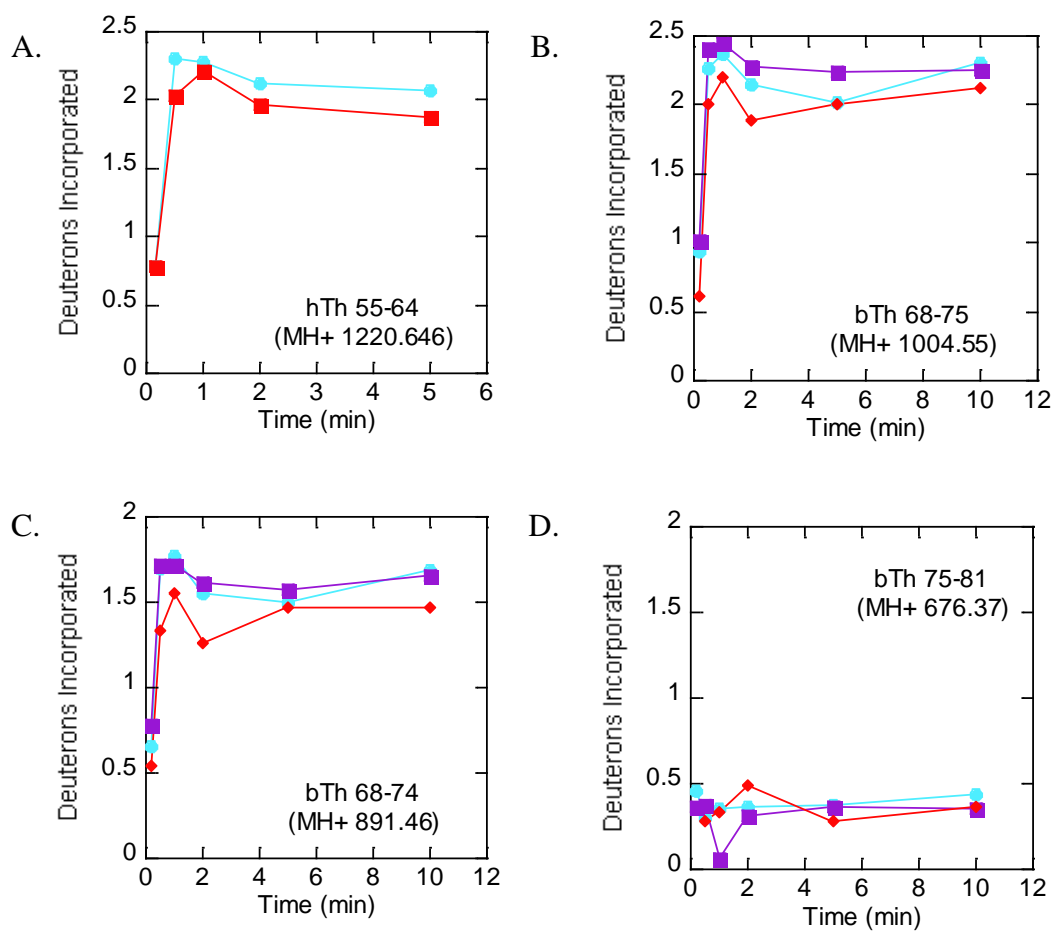 A.
Deuterons Incorporated
2.5
2
1.5
1
0.5
0
0 1 2 3 4 5 6
Time (min)
hTh 55-64
(MH+ 1220.646)
B.
Deuterons Incorporated
2.5
2
1.5
1
0.5
0
0 2 4 6 8 10 12
Time (min)
bTh 68-75
(MH+ 1004.55)
C.
Deuterons Incorporated
2
1.5
1
0.5
0
0 2 4 6 8 10 12
Time (min)
bTh 68-74
(MH+ 891.46)
D.
Deuterons Incorporated
2
1.5
1
0.5
0
0 2 4 6 8 10 12
Time (min)
bTh 75-81
(MH+ 676.37)